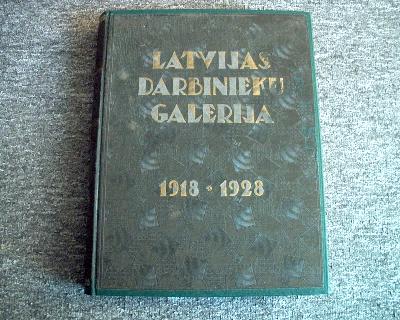 LATVIJAS
DARBINIEKU
GALERIJA
1918 • 1928